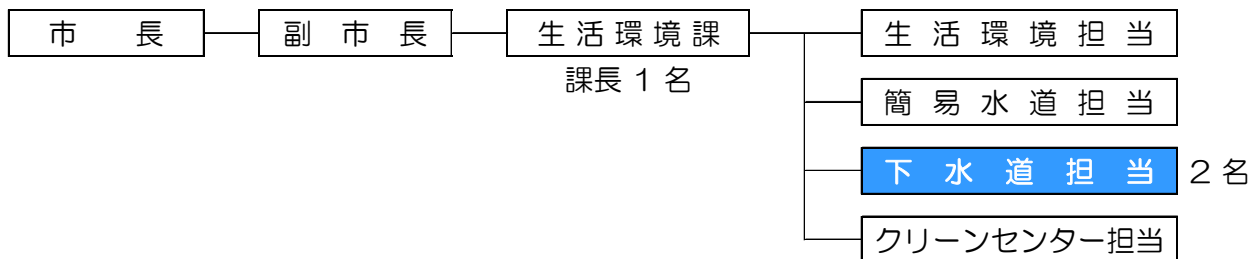 市長 副市長 生活環境課 生活環境担当
課長 1 名
簡易水道担当
下水道担当 2 名
クリーンセンター担当